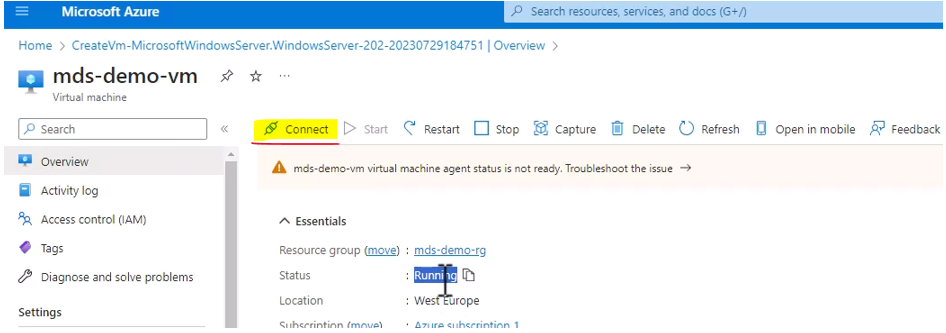 Microsoft Azure
Search resources, services, and docs (G+/)
Home > CreateVm-MicrosoftWindowsServer.WindowsServer-202-20230729184751 | Overview >
mds-demo-vm ...
Virtual machine
Search «
Connect Start Restart Stop Capture Delete Refresh Open in mobile Feedback
Overview
Activity log
Access control (IAM)
Tags
Diagnose and solve problems
Settings
mds-demo-vm virtual machine agent status is not ready. Troubleshoot the issue →
Essentials
Resource group (move) : mds-demo-rg
Status : Running
Location : West Europe
Subscription (move) : Azure subscription 1